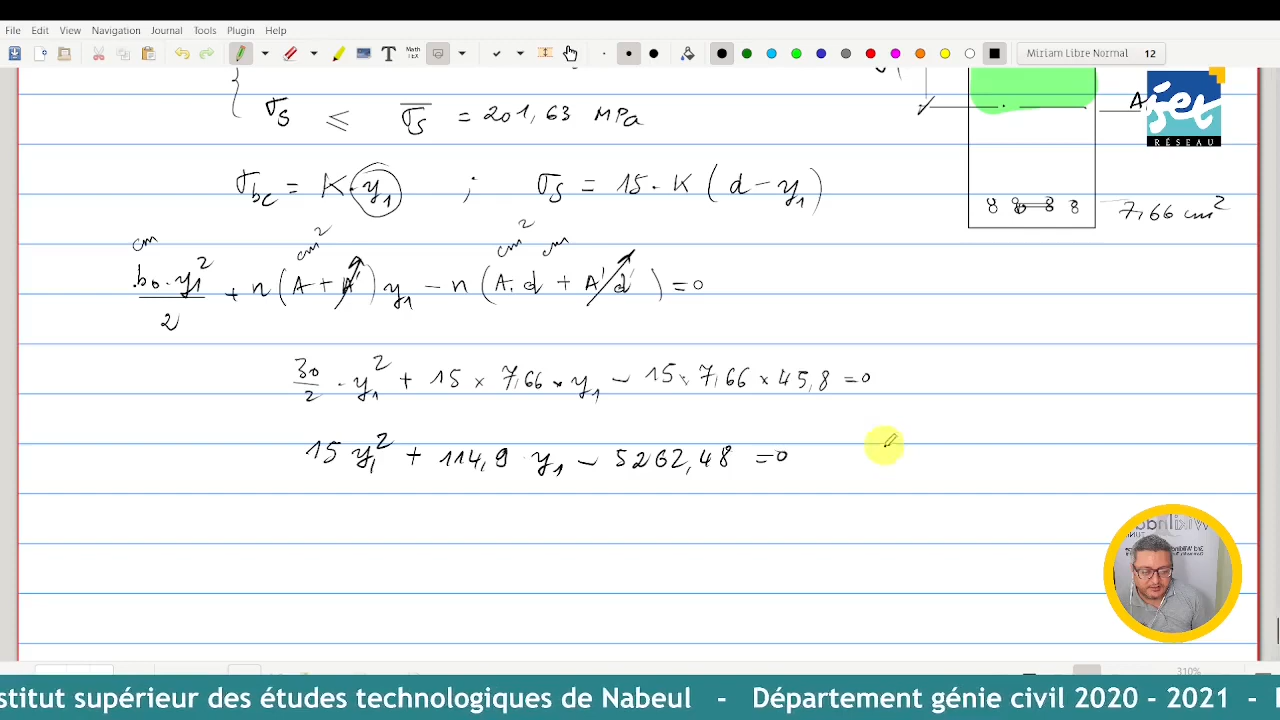 File Edit View Navigation Journal Tools Plugin Help
Miriam Libre Normal 12
σ̅s ≤ σ̅s = 201,63 MPa
A
iset
RÉSEAU
σbc = K · y₁ ; σs = 15 · K (d − y₁)
7,66 cm²
cm cm² cm² cm
b₀ · y₁² / 2 + n (A + A') y₁ − n (A · d + A' d') = 0
30/2 · y₁² + 15 × 7,66 × y₁ − 15 × 7,66 × 45,8 = 0
15 y₁² + 114,9 · y₁ − 5262,48 = 0
310%
stitut supérieur des études technologiques de Nabeul - Département génie civil 2020 - 2021 -